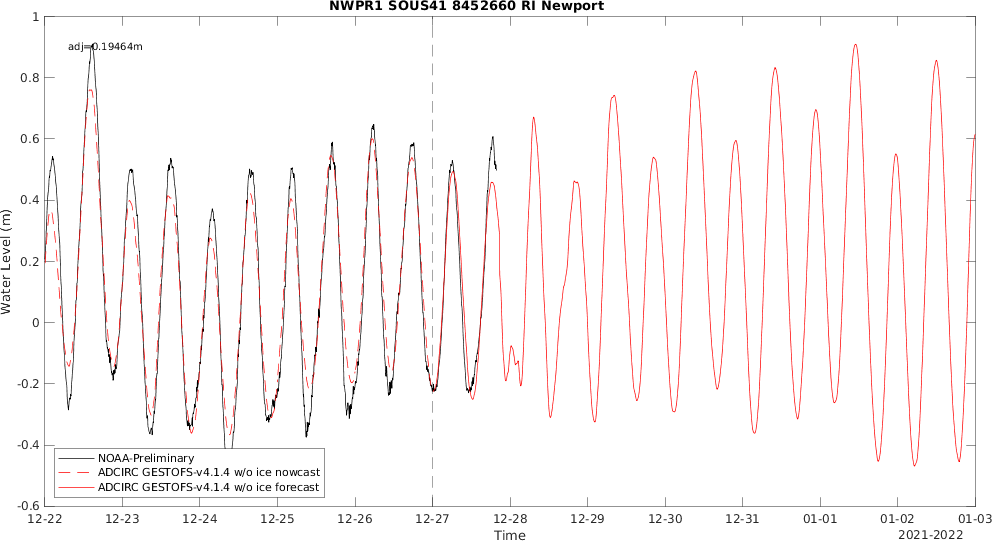 NWPR1 SOUS41 8452660 RI Newport
adj=0.19464m
1
0.8
0.6
0.4
0.2
0
-0.2
-0.4
-0.6
Water Level (m)
NOAA-Preliminary
ADCIRC GESTOFS-v4.1.4 w/o ice nowcast
ADCIRC GESTOFS-v4.1.4 w/o ice forecast
12-22 12-23 12-24 12-25 12-26 12-27 12-28 12-29 12-30 12-31 01-01 01-02 01-03
Time
2021-2022